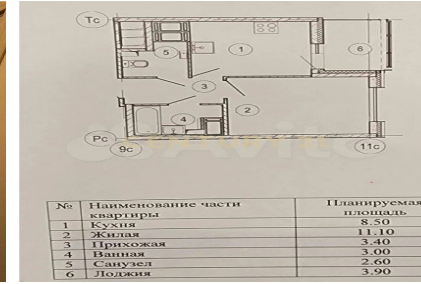 Тс
1
6
5
3
2
4
Рс
9с
11с
Avito
№ Наименование части квартиры Планируемая площадь
1 Кухня 8.50
2 Жилая 11.10
3 Прихожая 3.40
4 Ванная 3.00
5 Санузел 2.60
6 Лоджия 3.90